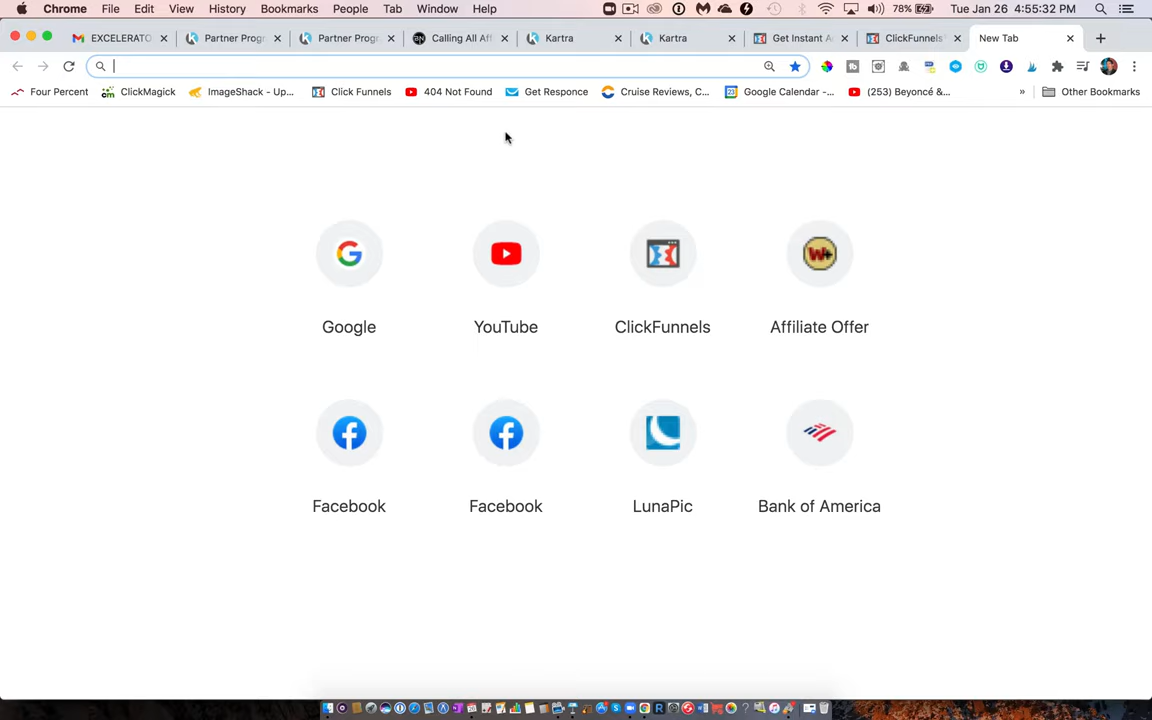 Chrome File Edit View History Bookmarks People Tab Window Help 78% Tue Jan 26 4:55:32 PM
EXCELERATO Partner Progr Partner Progr Calling All Aff Kartra Kartra Get Instant Ac ClickFunnels New Tab
Four Percent ClickMagick ImageShack - Up... Click Funnels 404 Not Found Get Response Cruise Reviews, C... Google Calendar -... (253) Beyoncé &... » Other Bookmarks
Google YouTube ClickFunnels Affiliate Offer
Facebook Facebook LunaPic Bank of America